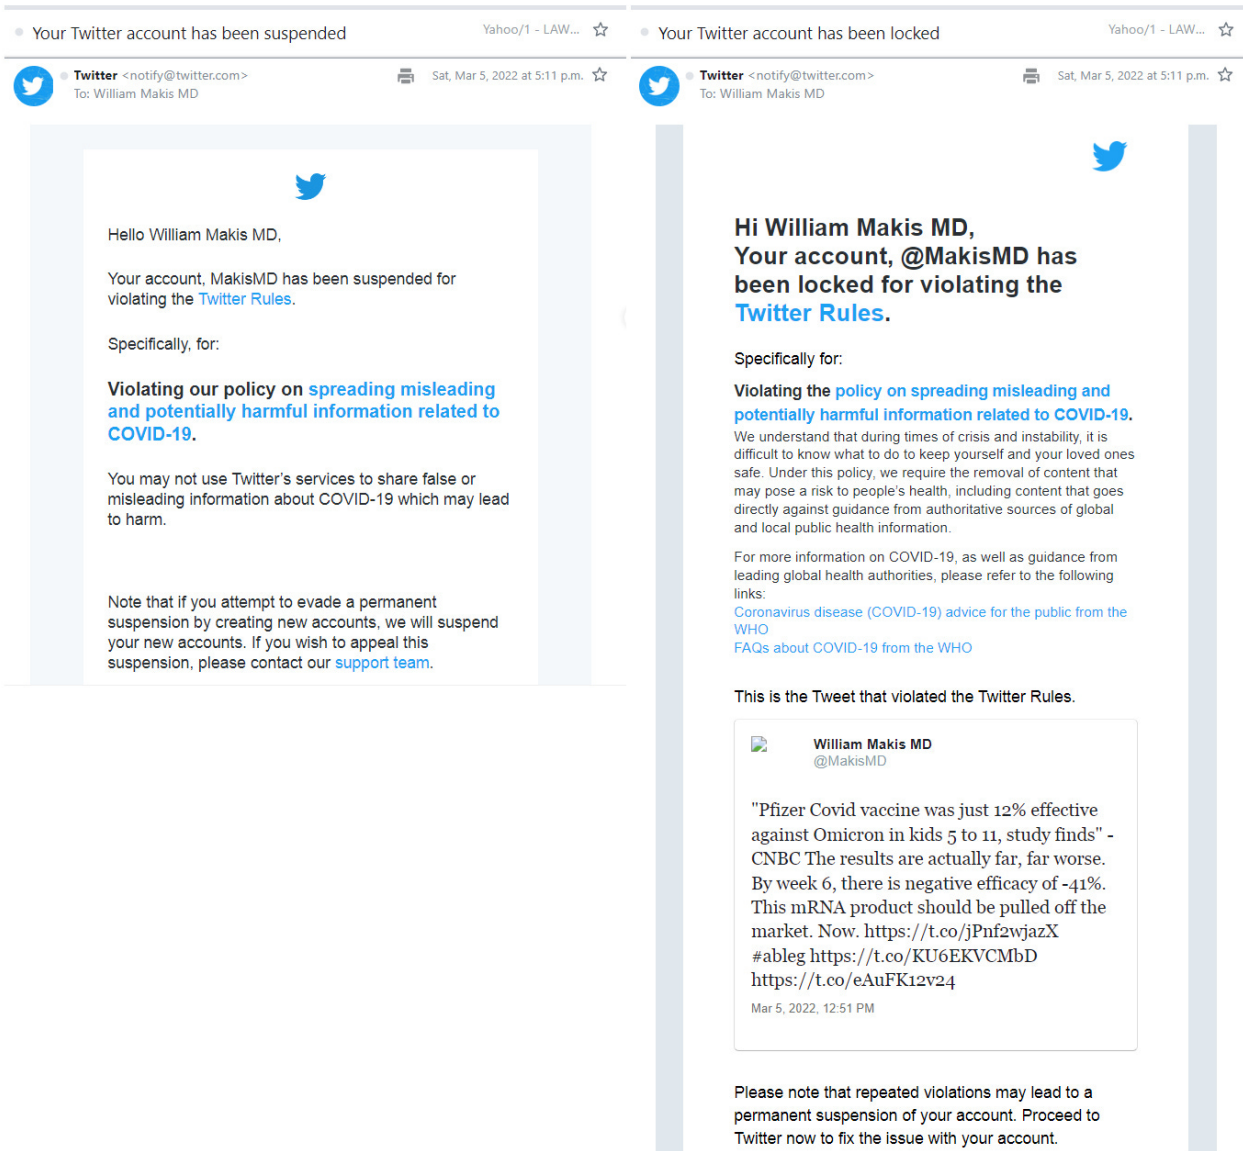 Your Twitter account has been suspended
Yahoo/1 - LAW...
Twitter <notify@twitter.com>
Sat, Mar 5, 2022 at 5:11 p.m.
To: William Makis MD
Hello William Makis MD,
Your account, MakisMD has been suspended for
violating the Twitter Rules.
Specifically, for:
Violating our policy on spreading misleading
and potentially harmful information related to
COVID-19.
You may not use Twitter’s services to share false or
misleading information about COVID-19 which may lead
to harm.
Note that if you attempt to evade a permanent
suspension by creating new accounts, we will suspend
your new accounts. If you wish to appeal this
suspension, please contact our support team.
Your Twitter account has been locked
Yahoo/1 - LAW...
Twitter <notify@twitter.com>
Sat, Mar 5, 2022 at 5:11 p.m.
To: William Makis MD
Hi William Makis MD,
Your account, @MakisMD has
been locked for violating the
Twitter Rules.
Specifically for:
Violating the policy on spreading misleading and
potentially harmful information related to COVID-19.
We understand that during times of crisis and instability, it is
difficult to know what to do to keep yourself and your loved ones
safe. Under this policy, we require the removal of content that
may pose a risk to people’s health, including content that goes
directly against guidance from authoritative sources of global
and local public health information.
For more information on COVID-19, as well as guidance from
leading global health authorities, please refer to the following
links:
Coronavirus disease (COVID-19) advice for the public from the
WHO
FAQs about COVID-19 from the WHO
This is the Tweet that violated the Twitter Rules.
William Makis MD
@MakisMD
"Pfizer Covid vaccine was just 12% effective
against Omicron in kids 5 to 11, study finds" -
CNBC The results are actually far, far worse.
By week 6, there is negative efficacy of -41%.
This mRNA product should be pulled off the
market. Now. https://t.co/jPnf2wjazX
#ableg https://t.co/KU6EKVCMbD
https://t.co/eAuFK12v24
Mar 5, 2022, 12:51 PM
Please note that repeated violations may lead to a
permanent suspension of your account. Proceed to
Twitter now to fix the issue with your account.